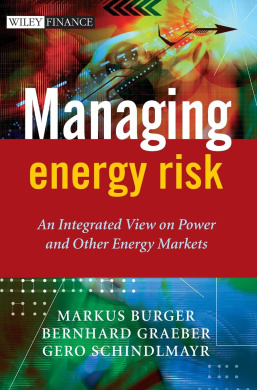 WILEY FINANCE
Managing
energy risk
An Integrated View on Power
and Other Energy Markets
MARKUS BURGER
BERNHARD GRAEBER
GERO SCHINDLMAYR